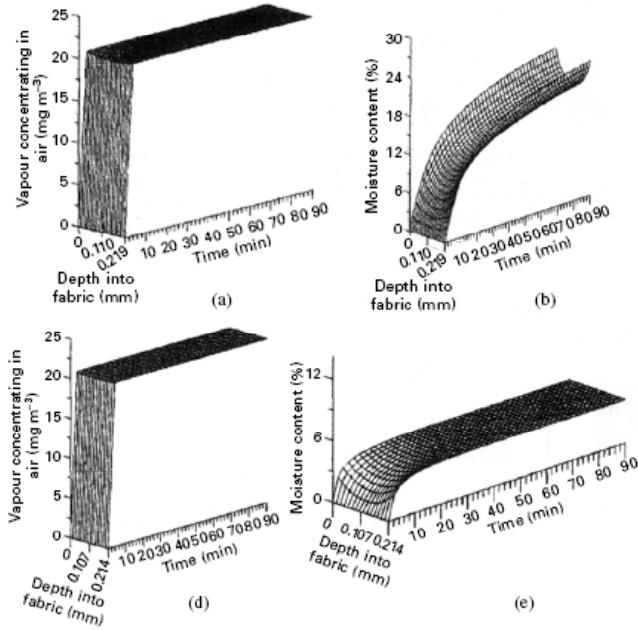 25
20
15
10
5
0
Vapour concentrating in
air (mg m⁻³)
0
0.110
0.219
Depth into
fabric (mm)
10 20 30 40 50 60 70 80 90
Time (min)
(a)
30
24
18
12
6
0
Moisture content (%)
0
0.110
0.219
Depth into
fabric (mm)
10 20 30 40 50 60 70 80 90
Time (min)
(b)
25
20
15
10
5
0
Vapour concentrating in
air (mg m⁻³)
0
0.107
0.214
Depth into
fabric (mm)
10 20 30 40 50 60 70 80 90
Time (min)
(d)
12
6
0
Moisture content (%)
0
0.107
0.214
Depth into
fabric (mm)
10 20 30 40 50 60 70 80 90
Time (min)
(e)